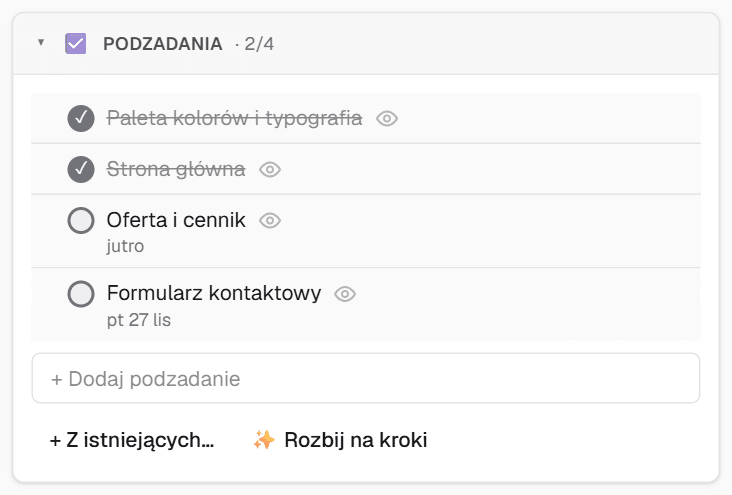 PODZADANIA · 2/4
Paleta kolorów i typografia
Strona główna
Oferta i cennik
jutro
Formularz kontaktowy
pt 27 lis
+ Dodaj podzadanie
+ Z istniejących... ✨ Rozbij na kroki